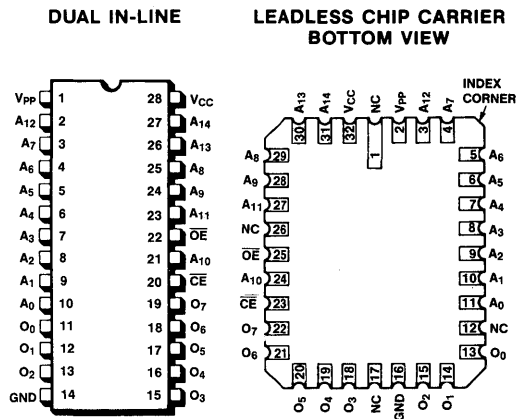 DUAL IN-LINE
LEADLESS CHIP CARRIER
BOTTOM VIEW
VPP 1 28 VCC
A12 2 27 A14
A7 3 26 A13
A6 4 25 A8
A5 5 24 A9
A4 6 23 A11
A3 7 22 OE
A2 8 21 A10
A1 9 20 CE
A0 10 19 O7
O0 11 18 O6
O1 12 17 O5
O2 13 16 O4
GND 14 15 O3
INDEX
CORNER
A13 A14 VCC NC VPP A12 A7
30 31 32 1 2 3 4
A8 29 5 A6
A9 28 6 A5
A11 27 7 A4
NC 26 8 A3
OE 25 9 A2
A10 24 10 A1
CE 23 11 A0
O7 22 12 NC
O6 21 13 O0
20 19 18 17 16 15 14
O5 O4 O3 NC GND O2 O1